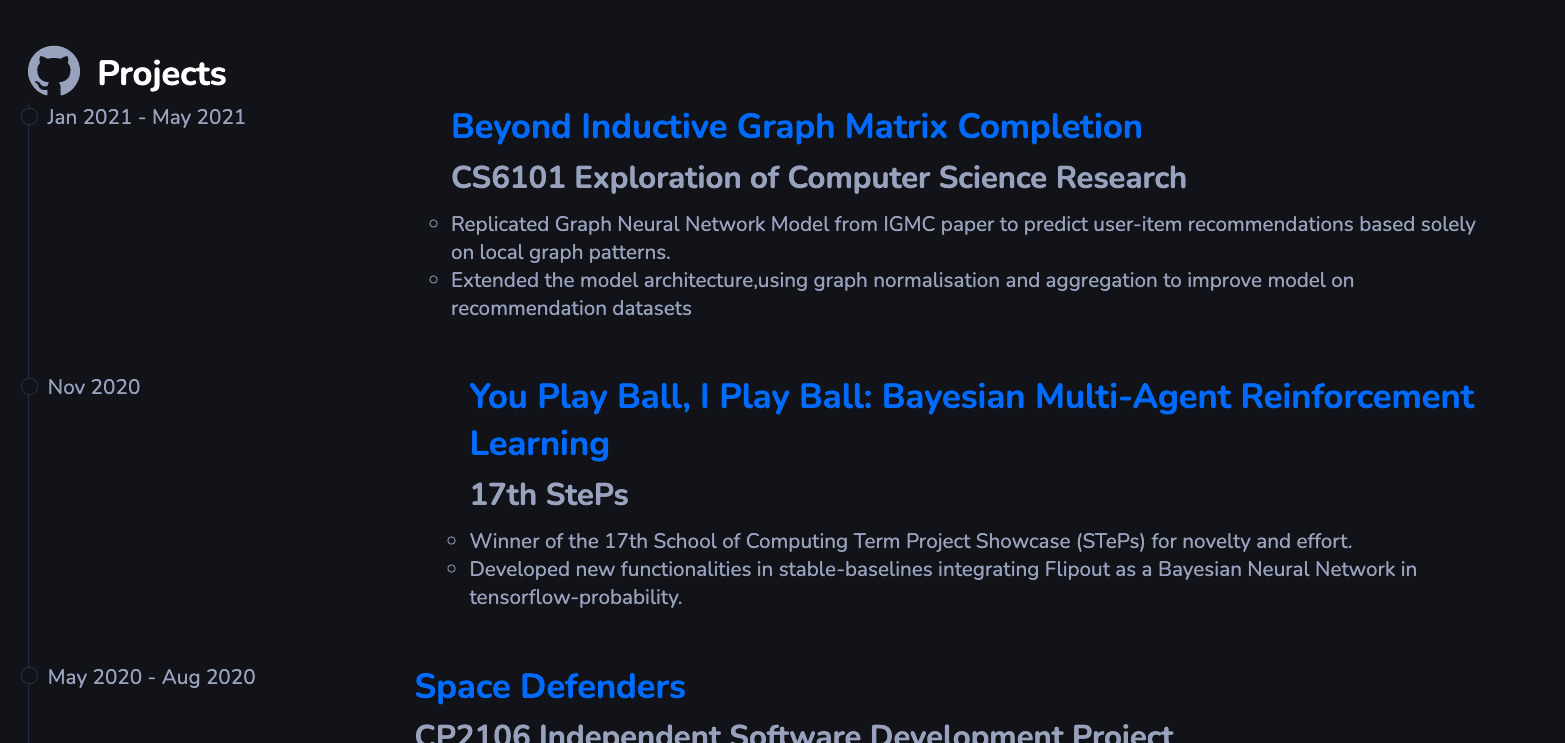 Projects
Jan 2021 - May 2021
Beyond Inductive Graph Matrix Completion
CS6101 Exploration of Computer Science Research
Replicated Graph Neural Network Model from IGMC paper to predict user-item recommendations based solely
on local graph patterns.
Extended the model architecture,using graph normalisation and aggregation to improve model on
recommendation datasets
Nov 2020
You Play Ball, I Play Ball: Bayesian Multi-Agent Reinforcement
Learning
17th StePs
Winner of the 17th School of Computing Term Project Showcase (STePs) for novelty and effort.
Developed new functionalities in stable-baselines integrating Flipout as a Bayesian Neural Network in
tensorflow-probability.
May 2020 - Aug 2020
Space Defenders
CP2106 Independent Software Development Project